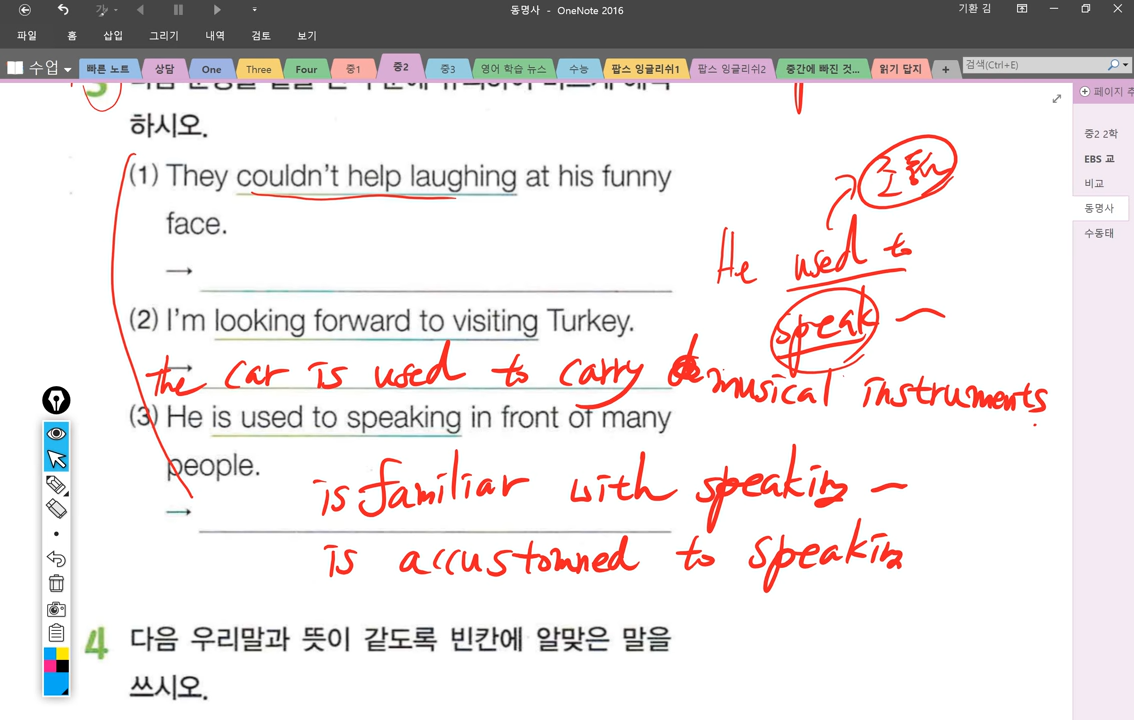 동명사 - OneNote 2016
기환 김
파일 홈 삽입 그리기 내역 검토 보기
수업 빠른 노트 상담 One Three Four 중1 중2 중3 영어 학습 뉴스 수능 팝스 잉글리쉬1 팝스 잉글리쉬2 중간에 빠진 것... 읽기 답지 +
검색(Ctrl+E)
페이지 추
중2 2학
EBS 교
비교
동명사
수동태
3
하시오.
(1) They couldn't help laughing at his funny
face.
→
(2) I'm looking forward to visiting Turkey.
→
(3) He is used to speaking in front of many
people.
→
He used to
speak ~
the car is used to carry musical instruments.
is familiar with speaking ~
is accustomned to speaking
4 다음 우리말과 뜻이 같도록 빈칸에 알맞은 말을
쓰시오.